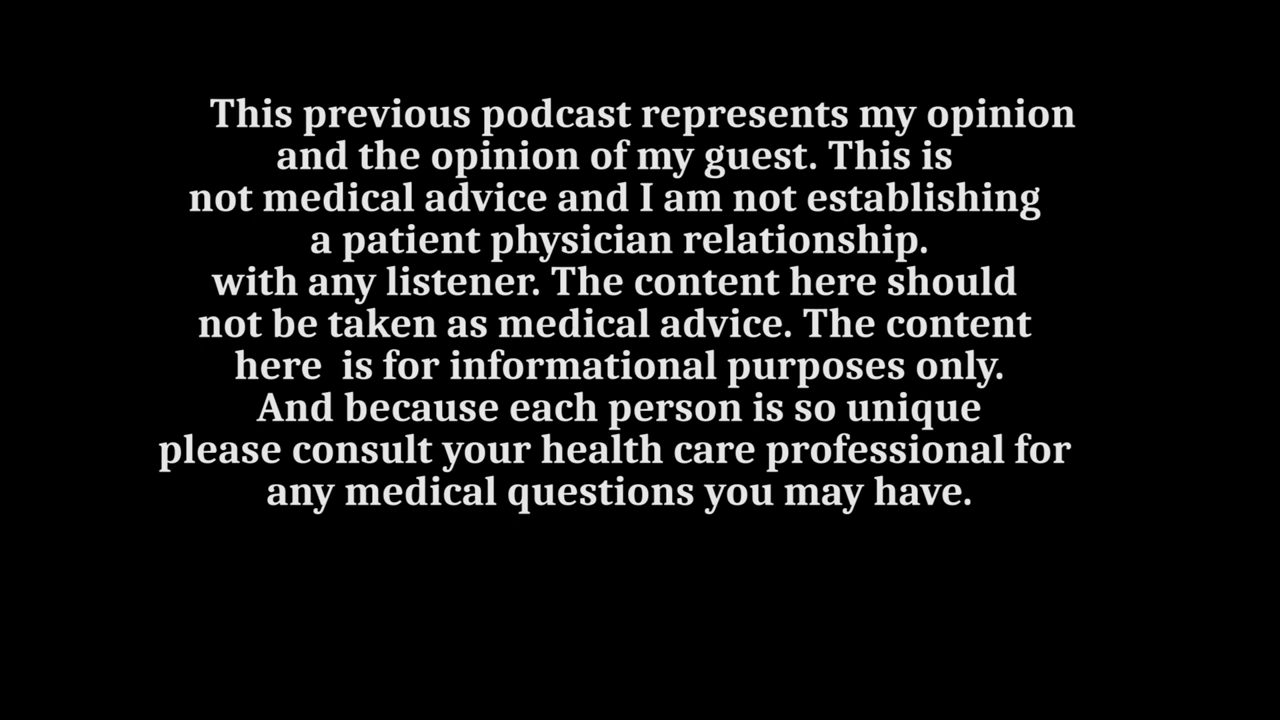 This previous podcast represents my opinion
and the opinion of my guest. This is
not medical advice and I am not establishing
a patient physician relationship.
with any listener. The content here should
not be taken as medical advice. The content
here  is for informational purposes only.
And because each person is so unique
please consult your health care professional for
any medical questions you may have.